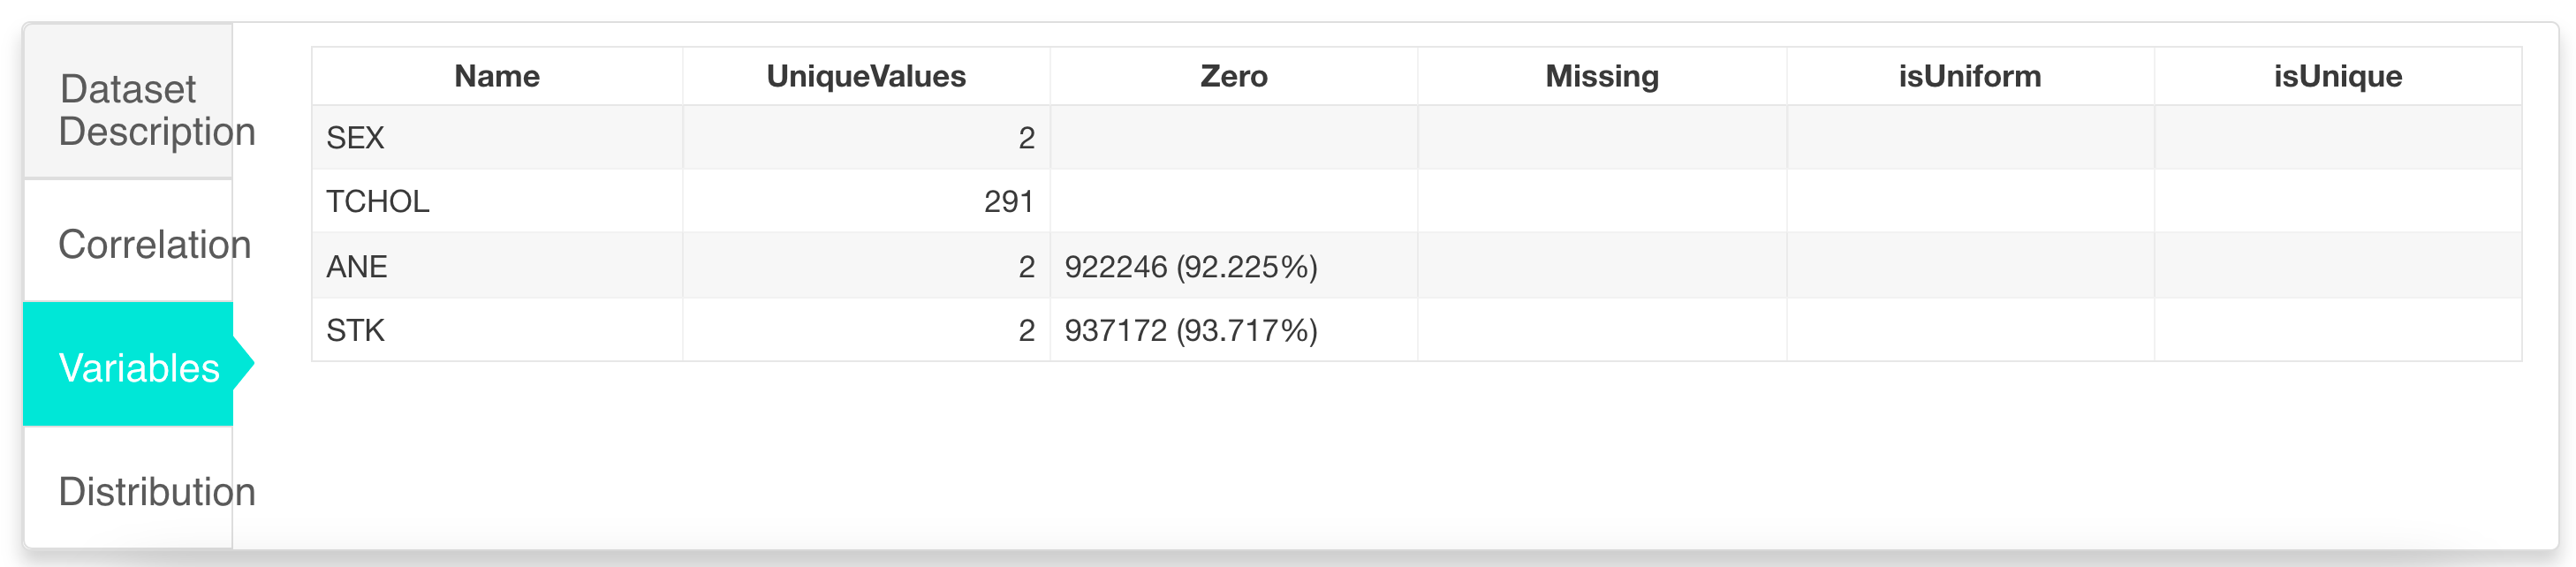 Dataset
Description
Correlation
Variables
Distribution
Name UniqueValues Zero Missing isUniform isUnique
SEX 2
TCHOL 291
ANE 2 922246 (92.225%)
STK 2 937172 (93.717%)